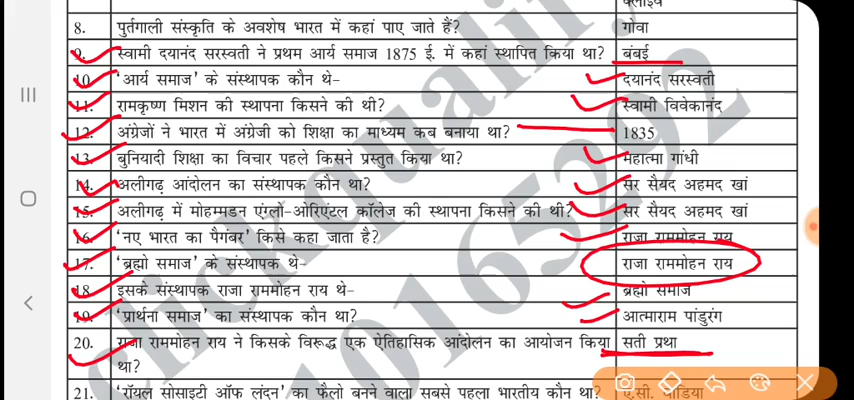 क्लाइव
8. पुर्तगाली संस्कृति के अवशेष भारत में कहां पाए जाते हैं? गोवा
9. स्वामी दयानंद सरस्वती ने प्रथम आर्य समाज 1875 ई. में कहां स्थापित किया था? बंबई
10. 'आर्य समाज' के संस्थापक कौन थे- दयानंद सरस्वती
11. रामकृष्ण मिशन की स्थापना किसने की थी? स्वामी विवेकानंद
12. अंग्रेजों ने भारत में अंग्रेजी को शिक्षा का माध्यम कब बनाया था? 1835
13. बुनियादी शिक्षा का विचार पहले किसने प्रस्तुत किया था? महात्मा गांधी
14. अलीगढ़ आंदोलन का संस्थापक कौन था? सर सैयद अहमद खां
15. अलीगढ़ में मोहम्मडन एंग्लो-ओरिएंटल कॉलेज की स्थापना किसने की थी? सर सैयद अहमद खां
16. 'नए भारत का पैगंबर' किसे कहा जाता है? राजा राममोहन राय
17. 'ब्रह्मो समाज' के संस्थापक थे- राजा राममोहन राय
18. इसके संस्थापक राजा राममोहन राय थे- ब्रह्मो समाज
19. 'प्रार्थना समाज' का संस्थापक कौन था? आत्माराम पांडुरंग
20. राजा राममोहन राय ने किसके विरूद्ध एक ऐतिहासिक आंदोलन का आयोजन किया सती प्रथा
था?
21. 'रॉयल सोसाइटी ऑफ लंदन' का फैलो बनने वाला सबसे पहला भारतीय कौन था? ए.सी. वाडिया